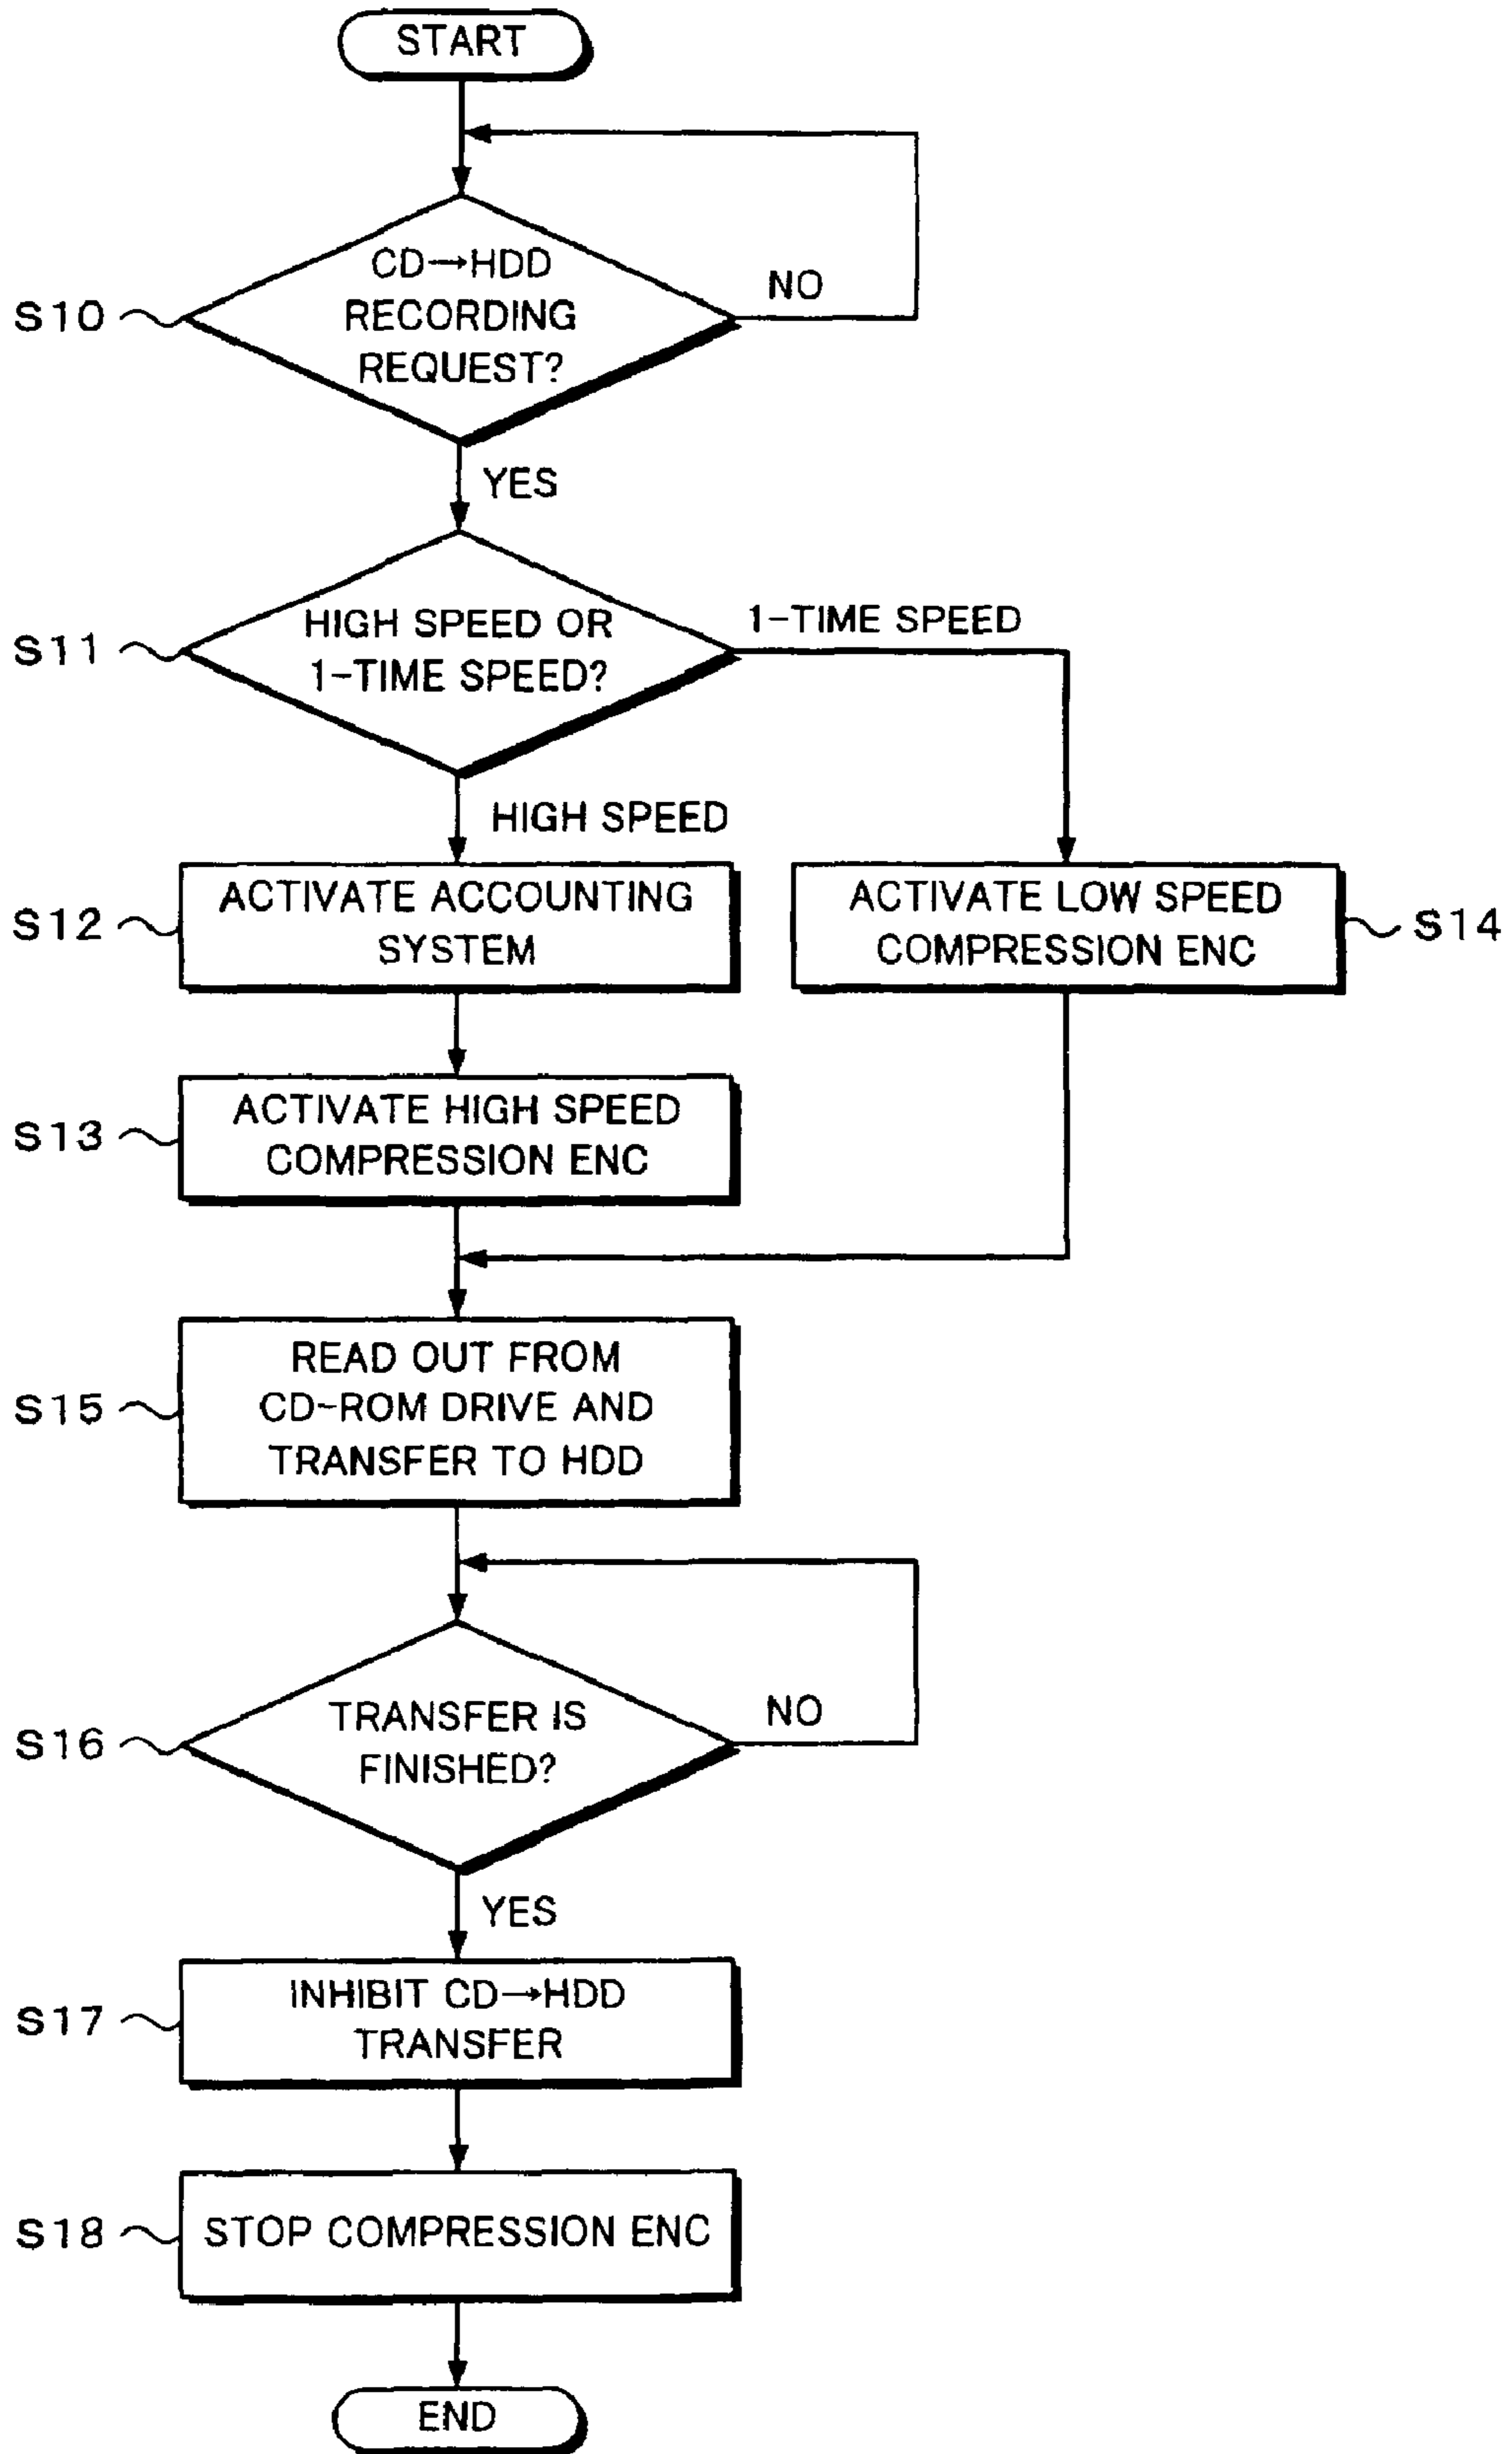 START
CD→HDD
RECORDING
REQUEST?
NO
S10
YES
HIGH SPEED OR
1-TIME SPEED?
1-TIME SPEED
S11
HIGH SPEED
ACTIVATE ACCOUNTING
SYSTEM
S12
ACTIVATE LOW SPEED
COMPRESSION ENC
S14
ACTIVATE HIGH SPEED
COMPRESSION ENC
S13
READ OUT FROM
CD-ROM DRIVE AND
TRANSFER TO HDD
S15
TRANSFER IS
FINISHED?
NO
S16
YES
INHIBIT CD→HDD
TRANSFER
S17
STOP COMPRESSION ENC
S18
END